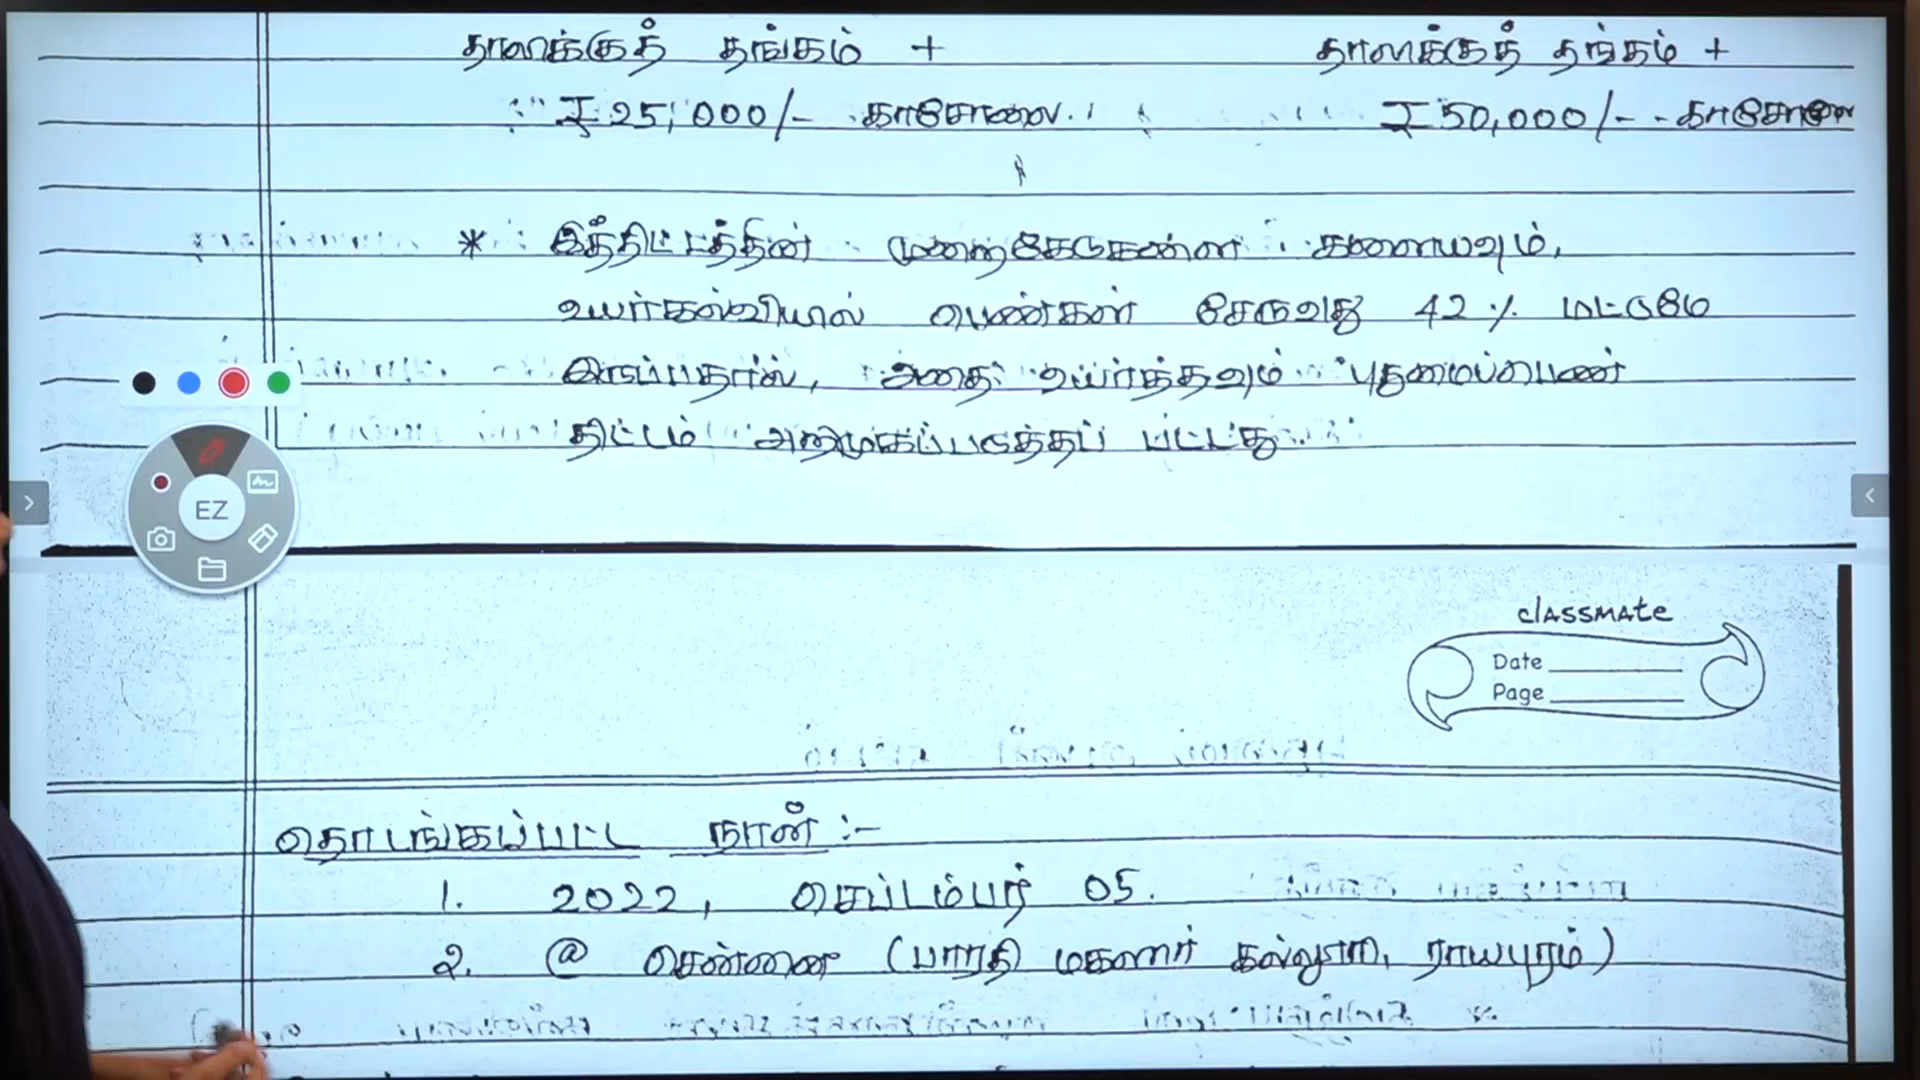 தாலிக்குத் தங்கம் + தாலிக்குத் தங்கம் +
₹ 25,000/- காசோலை. ₹ 50,000/- காசோலை
* இத்திட்டத்தின் முறைகேடுகளை களையவும்,
உயர்கல்வியில் பெண்கள் சேருவது 42 % மட்டுமே
இருப்பதால், அதை உயர்த்தவும் புதுமைப்பெண்
திட்டம் அறிமுகப்படுத்தப் பட்டது
EZ
classmate
Date
Page
தொடங்கப்பட்ட நாள் :-
1. 2022, செப்டம்பர் 05.
2. @ சென்னை (பாரதி மகளிர் கல்லூரி, ராயபுரம்)